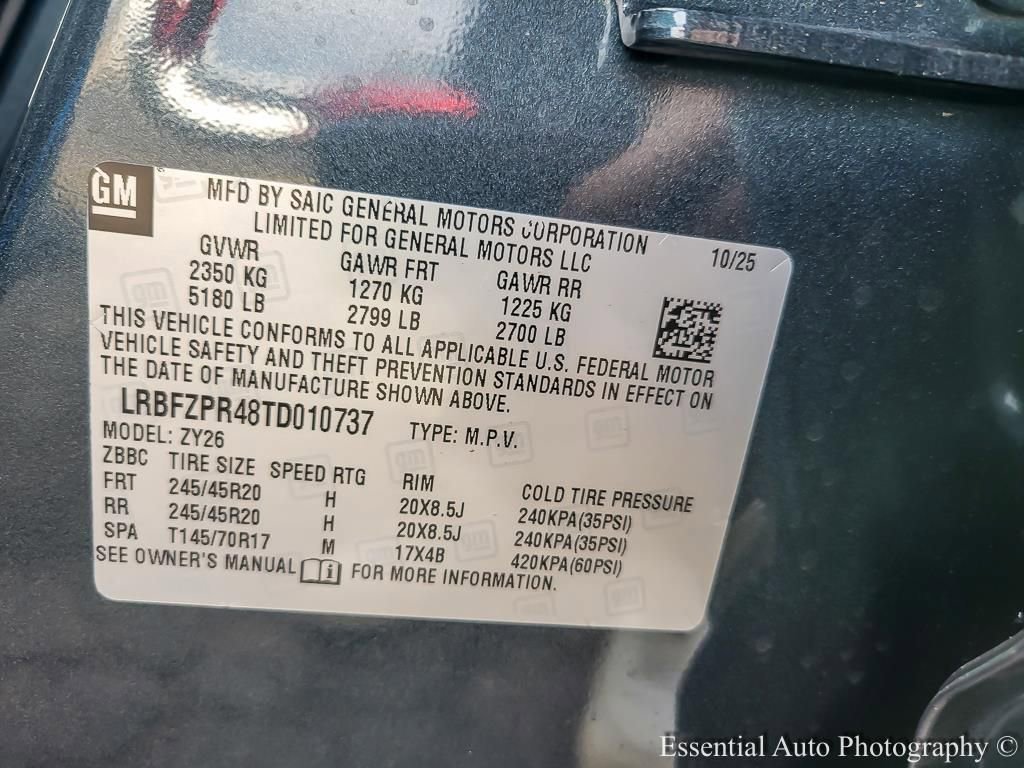 GM
MFD BY SAIC GENERAL MOTORS CORPORATION
LIMITED FOR GENERAL MOTORS LLC
10/25
GVWR GAWR FRT GAWR RR
2350 KG 1270 KG 1225 KG
5180 LB 2799 LB 2700 LB
THIS VEHICLE CONFORMS TO ALL APPLICABLE U.S. FEDERAL MOTOR
VEHICLE SAFETY AND THEFT PREVENTION STANDARDS IN EFFECT ON
THE DATE OF MANUFACTURE SHOWN ABOVE.
LRBFZPR48TD010737 TYPE: M.P.V.
MODEL: ZY26
ZBBC TIRE SIZE SPEED RTG RIM COLD TIRE PRESSURE
FRT 245/45R20 H 20X8.5J 240KPA(35PSI)
RR 245/45R20 H 20X8.5J 240KPA(35PSI)
SPA T145/70R17 M 17X4B 420KPA(60PSI)
SEE OWNER'S MANUAL i FOR MORE INFORMATION.
Essential Auto Photography ©